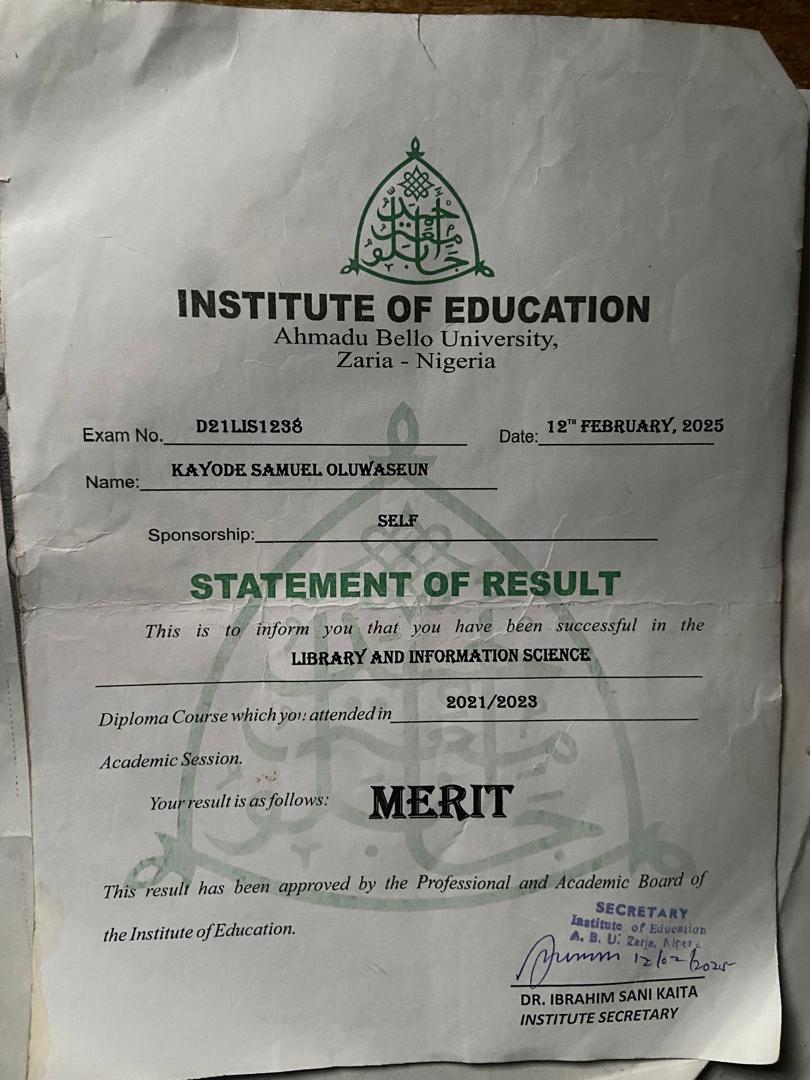 INSTITUTE OF EDUCATION
Ahmadu Bello University,
Zaria - Nigeria
Exam No. D21LIS1238 Date: 12TH FEBRUARY, 2025
Name: KAYODE SAMUEL OLUWASEUN
Sponsorship: SELF
STATEMENT OF RESULT
This is to inform you that you have been successful in the
LIBRARY AND INFORMATION SCIENCE
Diploma Course which you attended in 2021/2023
Academic Session.
Your result is as follows: MERIT
This result has been approved by the Professional and Academic Board of
the Institute of Education.
SECRETARY
Institute of Education
A. B. U. Zaria, Nigeria
12/02/2025
DR. IBRAHIM SANI KAITA
INSTITUTE SECRETARY